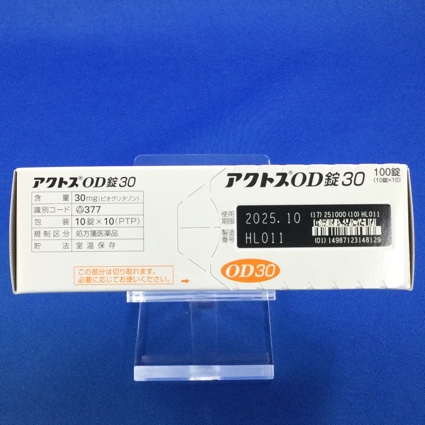 アクトス®OD錠30
含 量 30mg(ピオグリタゾン)
識別コード 377
包 装 10錠×10(PTP)
規制区分 処方箋医薬品
貯 法 室温保存
この部分は切り取れます。
必要に応じてお使いください。
アクトス®OD錠30
100錠
(10錠×10)
使用期限 2025.10
製造番号 HL011
(17) 251000 (10) HL011
(01) 14987123148129
OD30